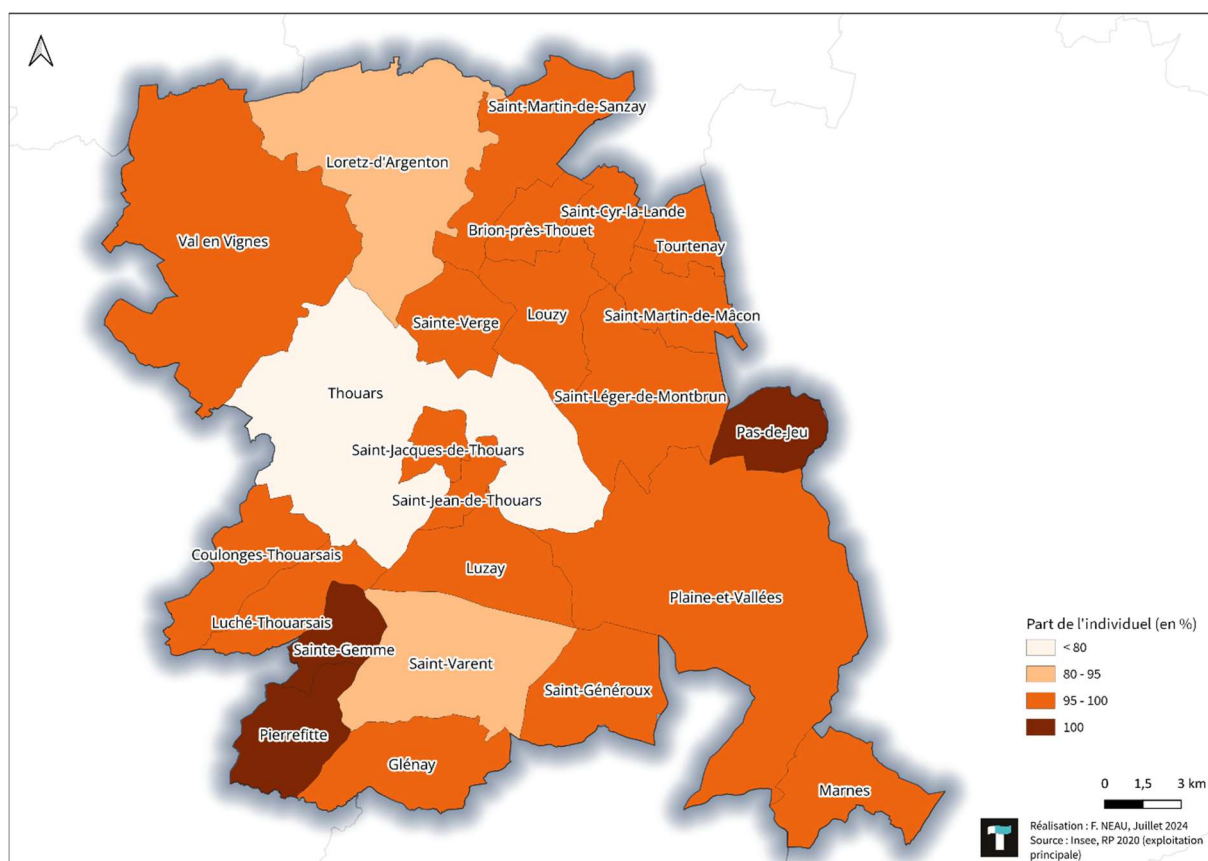 Saint-Martin-de-Sanzay
Loretz-d'Argenton
Saint-Cyr-la-Lande
Brion-près-Thouet
Val en Vignes
Tourtenay
Louzy
Saint-Martin-de-Mâcon
Sainte-Verge
Thouars
Saint-Léger-de-Montbrun
Pas-de-Jeu
Saint-Jacques-de-Thouars
Saint-Jean-de-Thouars
Coulonges-Thouarsais
Luzay
Plaine-et-Vallées
Luché-Thouarsais
Sainte-Gemme
Saint-Varent
Saint-Généroux
Pierrefitte
Glénay
Marnes
Part de l'individuel (en %)
< 80
80 - 95
95 - 100
100
0 1,5 3 km
T
Réalisation : F. NEAU, Juillet 2024
Source : Insee, RP 2020 (exploitation
principale)